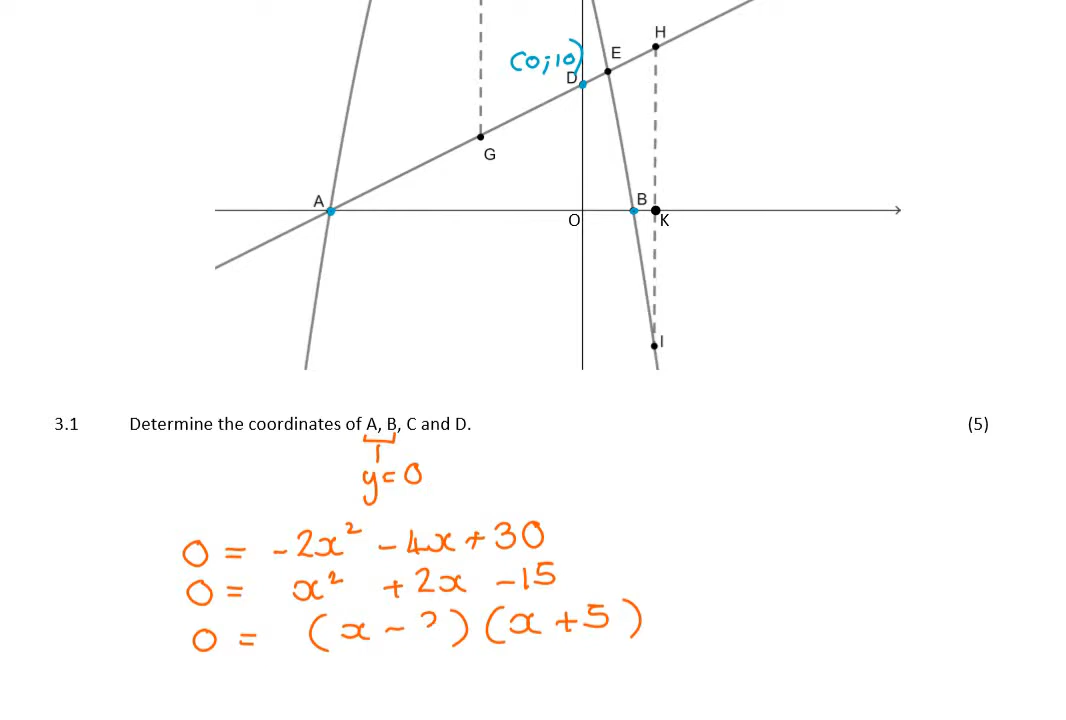 H
(0;10)
E
D
G
A
B
O
K
I
3.1 Determine the coordinates of A, B, C and D. (5)
y=0
0 = -2x² - 4x + 30
0 = x² + 2x - 15
0 = (x - ) (x + 5)